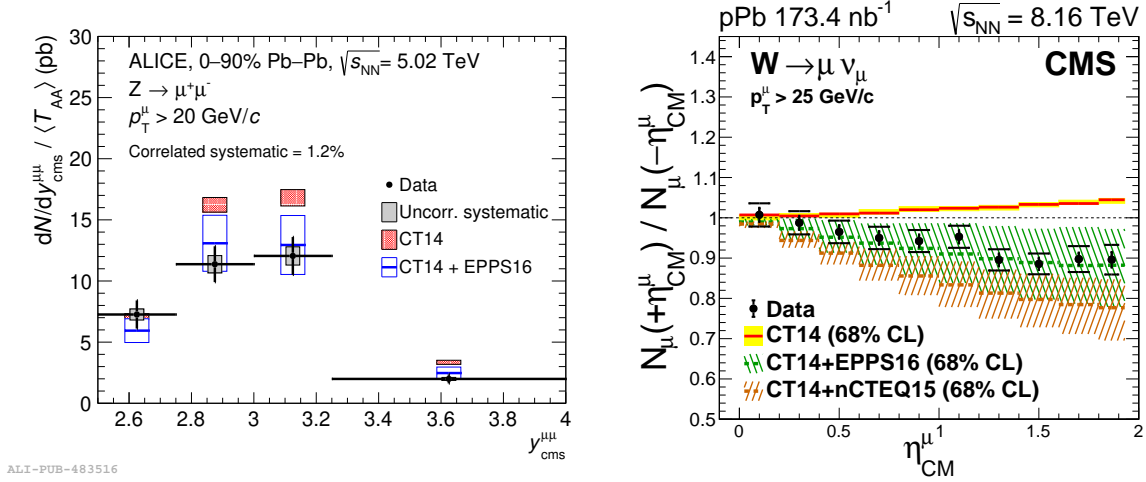 ALICE, 0–90% Pb–Pb, √sNN = 5.02 TeV
Z → μ⁺μ⁻
pTμ > 20 GeV/c
Correlated systematic = 1.2%
Data
Uncorr. systematic
CT14
CT14 + EPPS16
dN/dycmsμμ / ⟨TAA⟩ (pb)
30
25
20
15
10
5
0
2.6 2.8 3 3.2 3.4 3.6 3.8 4
ycmsμμ
ALI-PUB-483516
pPb 173.4 nb⁻¹ √sNN = 8.16 TeV
W → μ νμ CMS
pTμ > 25 GeV/c
Nμ(+ηCMμ) / Nμ(−ηCMμ)
1.4
1.3
1.2
1.1
1
0.9
0.8
0.7
0.6
0.5
Data
CT14 (68% CL)
CT14+EPPS16 (68% CL)
CT14+nCTEQ15 (68% CL)
0 0.5 1 1.5 2
ηCMμ